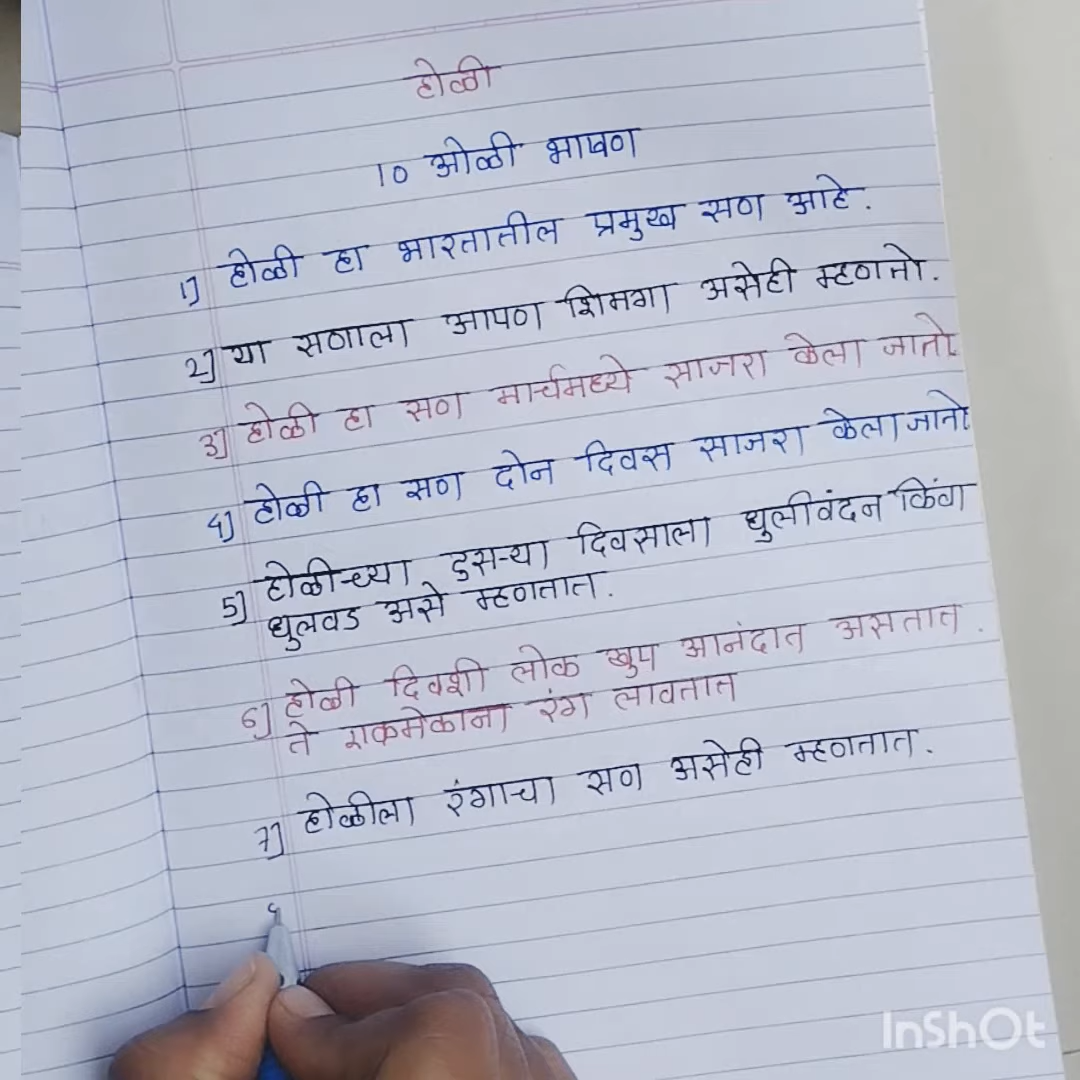 होळी
10 ओळी भाषण
1] होळी हा भारतातील प्रमुख सण आहे.
2] या सणाला आपण शिमगा असेही म्हणतो.
3] होळी हा सण मार्चमध्ये साजरा केला जातो.
4] होळी हा सण दोन दिवस साजरा केला जातो
5] होळीच्या दुसऱ्या दिवसाला धुलीवंदन किंवा
धुलवड असे म्हणतात.
6] होळी दिवशी लोक खुप आनंदात असतात.
ते एकमेकाना रंग लावतात
7] होळीला रंगाचा सण असेही म्हणतात.
InShOt